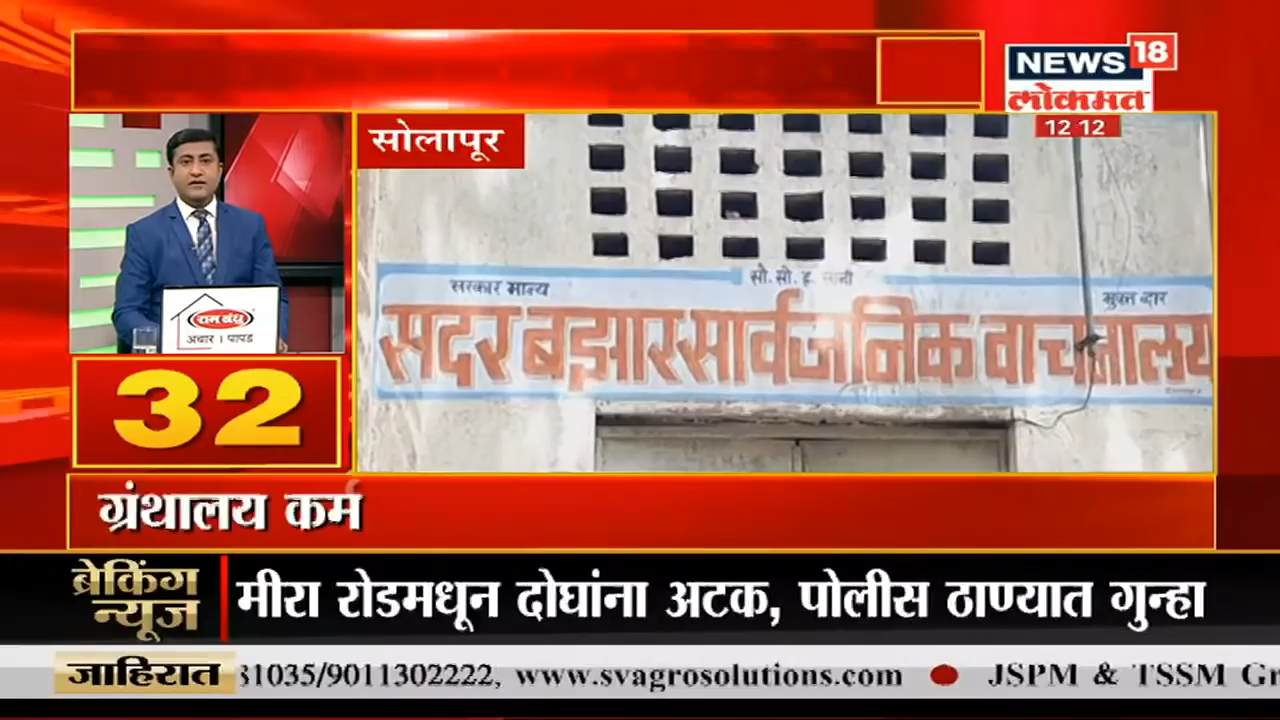 NEWS 18
लोकमत
12 12
सोलापूर
सरकार मान्य
मुक्त द्वार
सदर बझार सार्वजनिक वाचनालय
राम बंधु
अचार । पापड
32
ग्रंथालय कर्म
ब्रेकिंग
न्यूज
मीरा रोडमधून दोघांना अटक, पोलीस ठाण्यात गुन्हा
जाहिरात
31035/9011302222, www.svagrosolutions.com ● JSPM & TSSM Gr